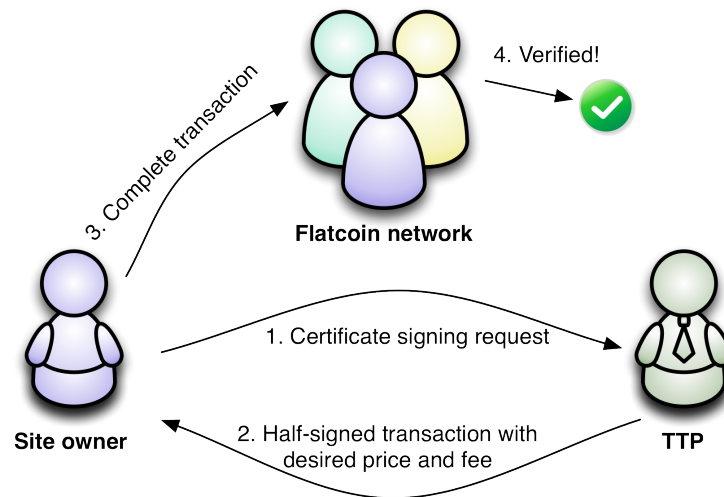 4. Verified!
3. Complete transaction
Flatcoin network
1. Certificate signing request
Site owner
2. Half-signed transaction with
desired price and fee
TTP